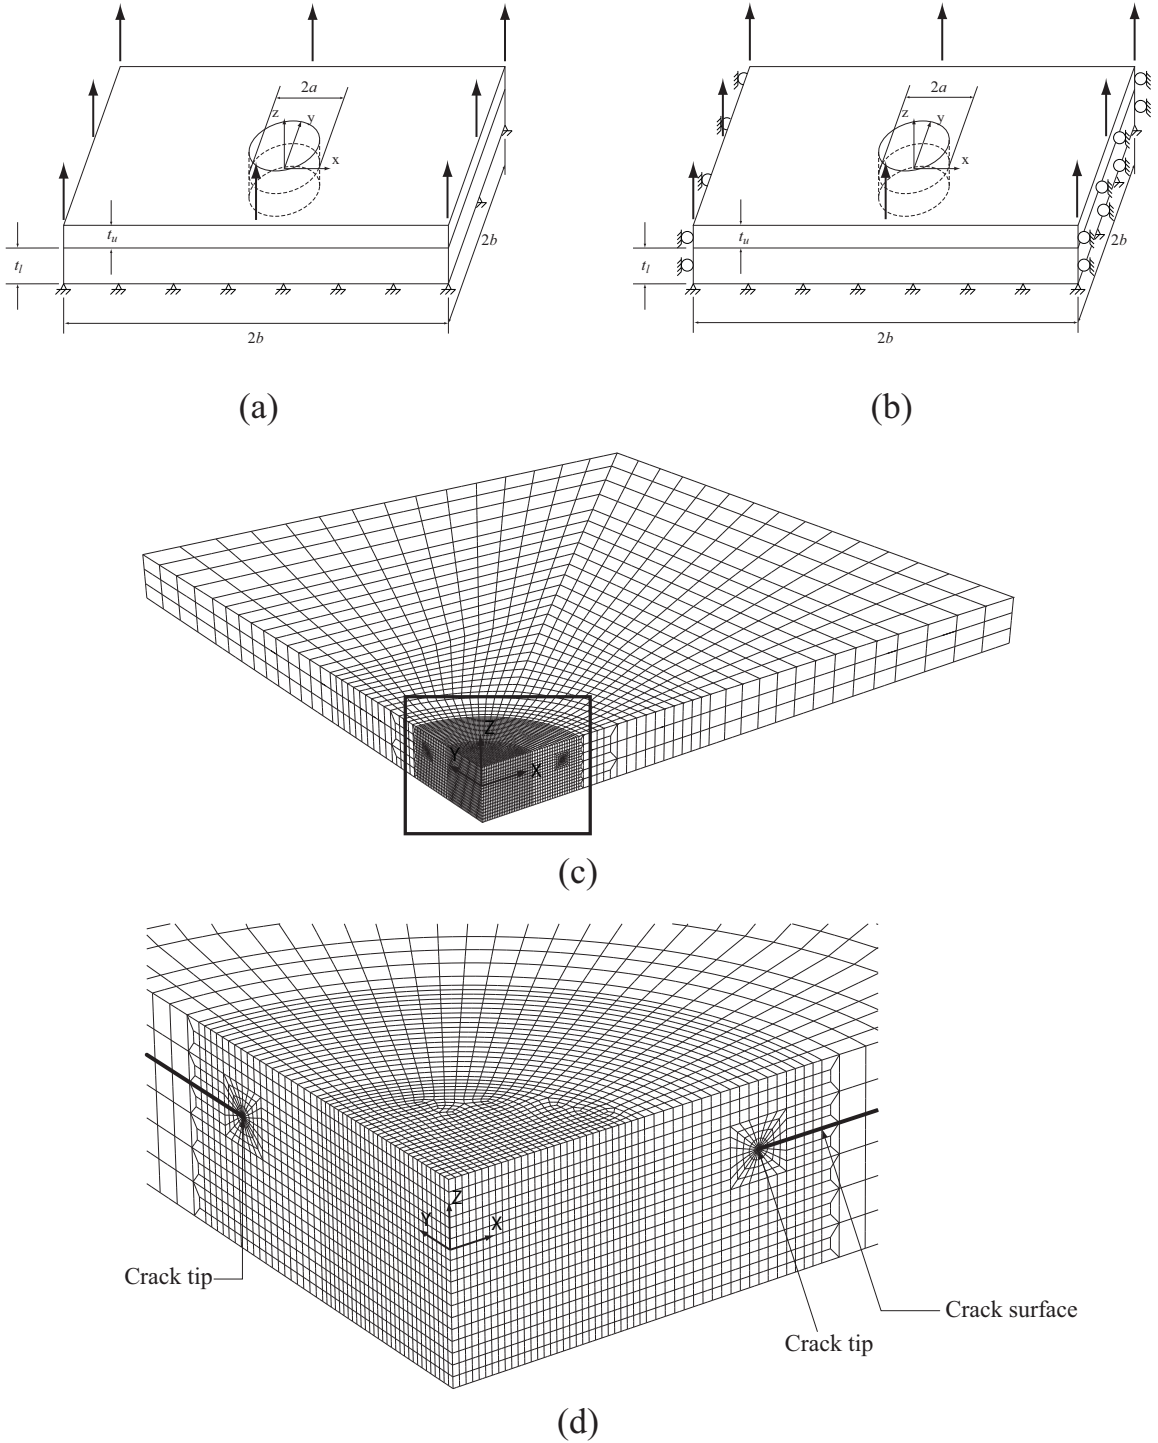 2a
z
y
x
t_u
t_l
2b
2b
(a)
2a
z
y
x
t_u
t_l
2b
2b
(b)
Z
Y
X
(c)
Z
Y
X
Crack tip
Crack surface
Crack tip
(d)